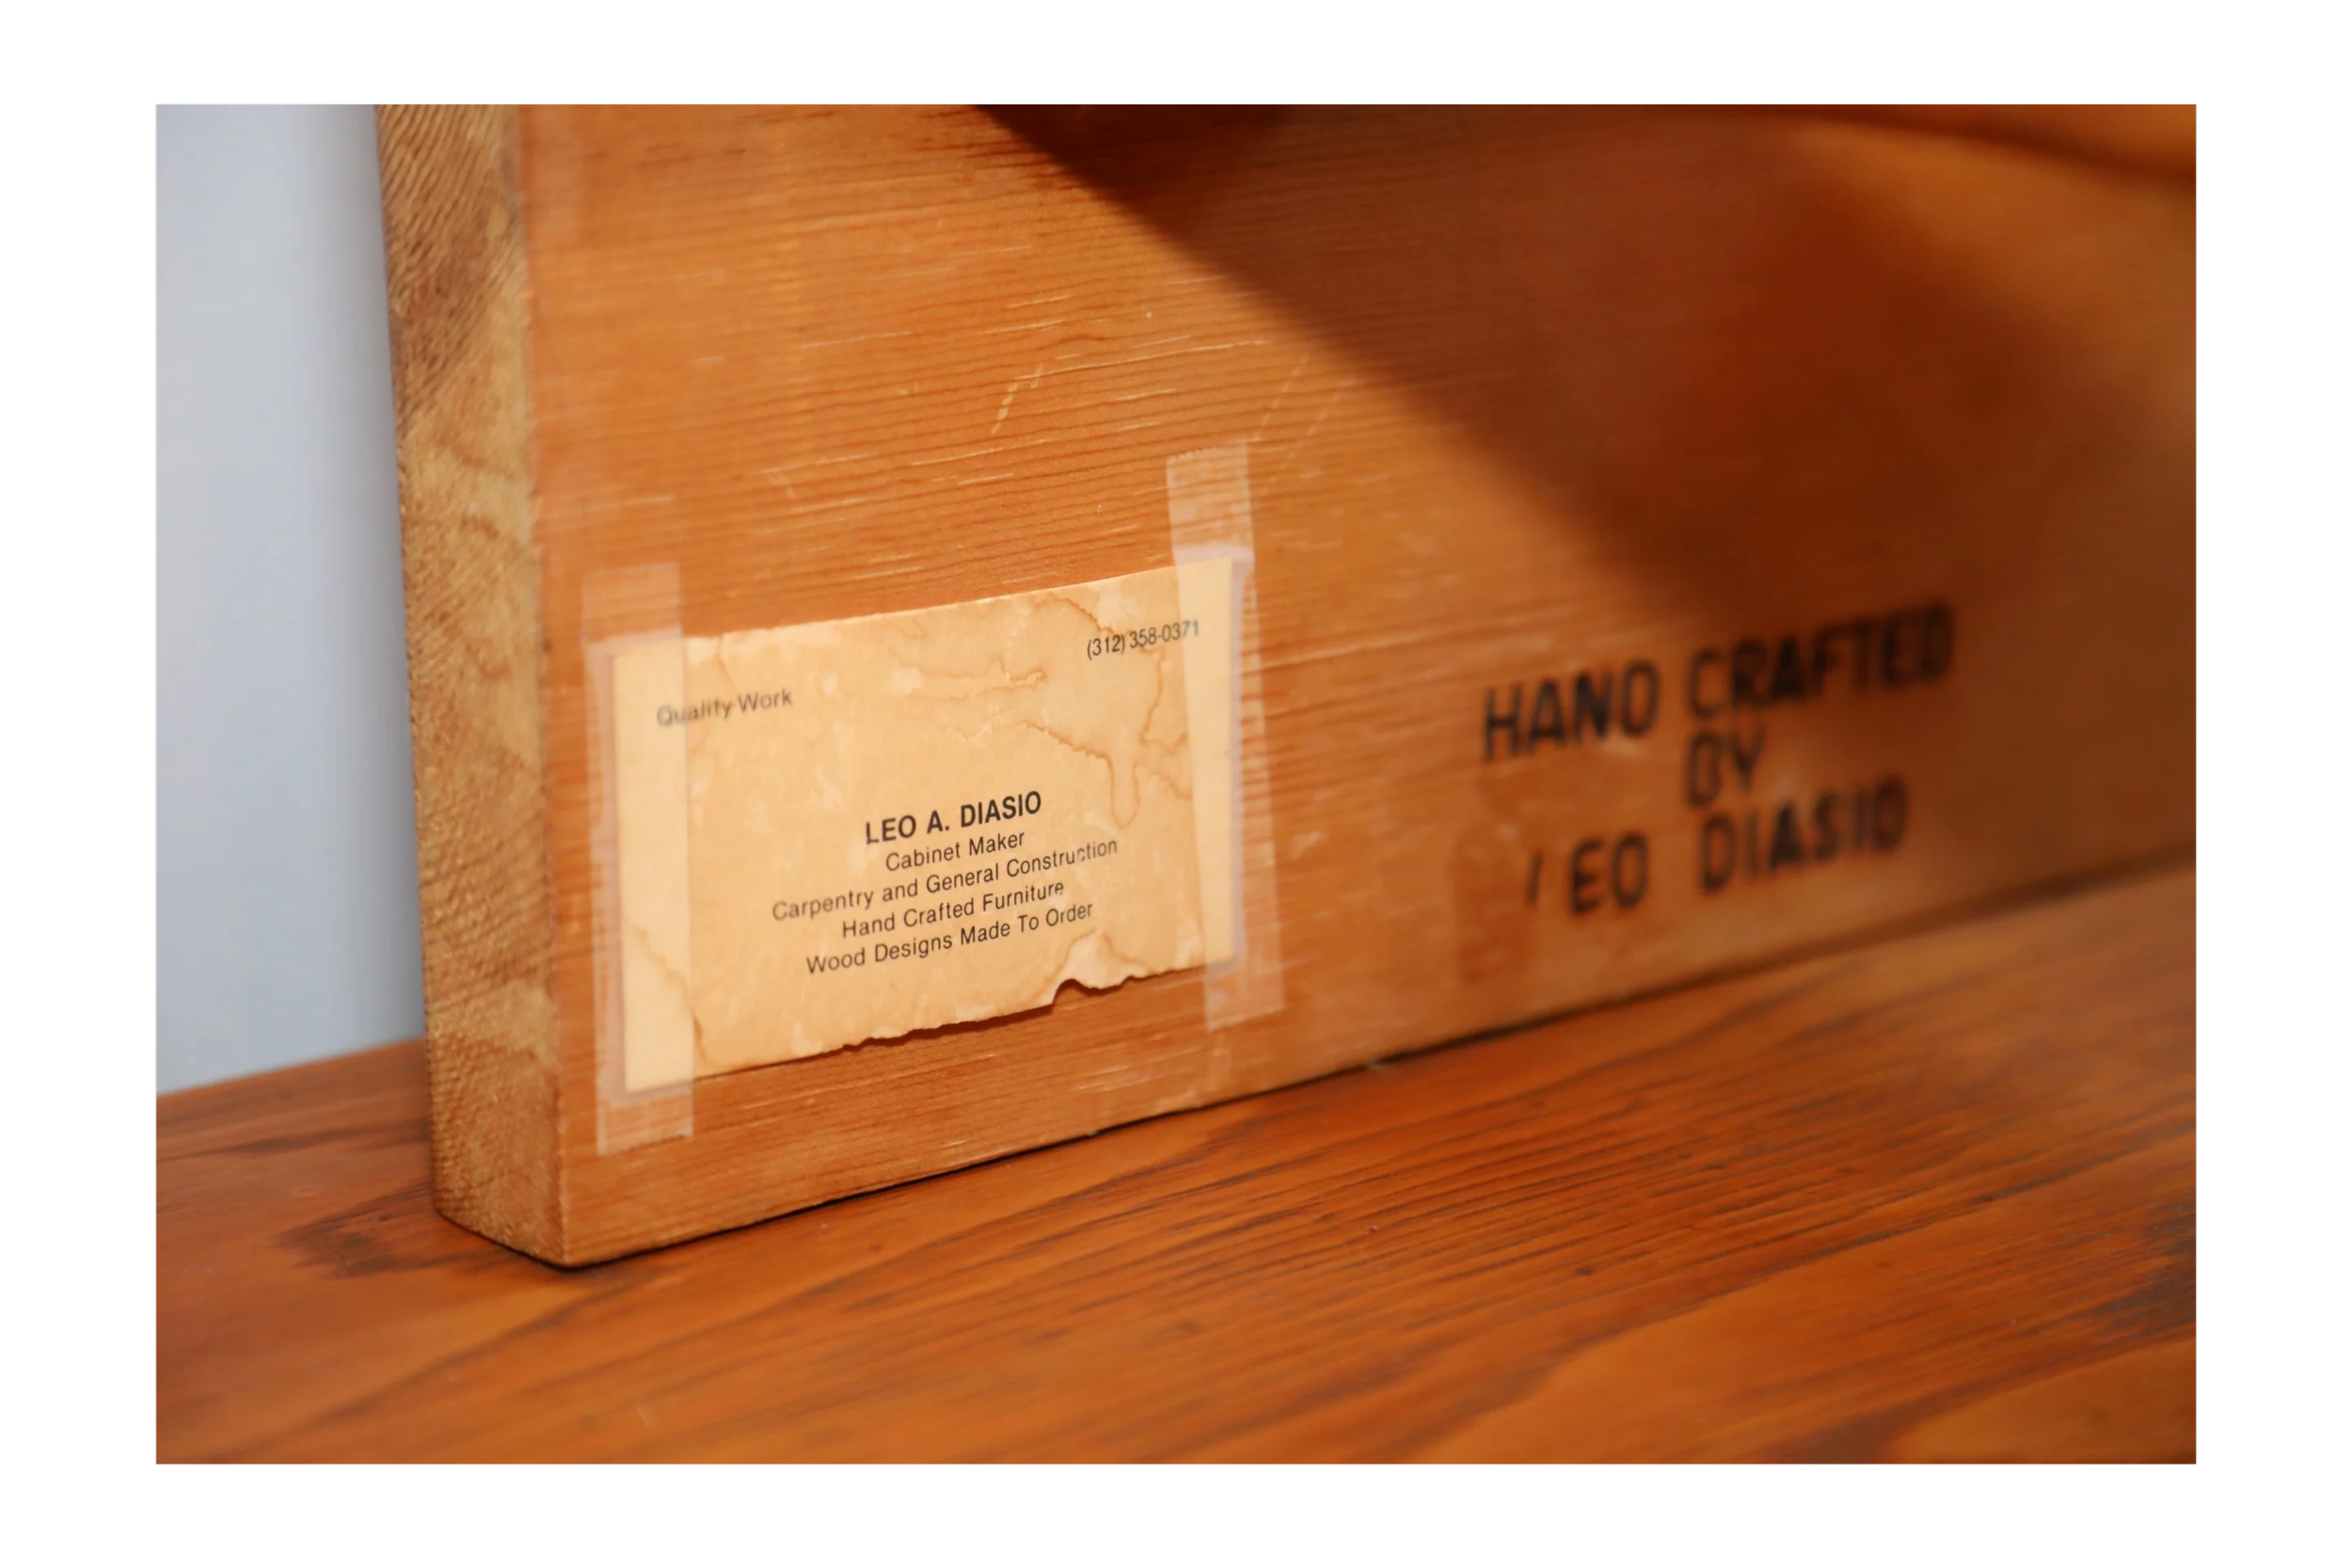 (312) 358-0371
Quality Work
LEO A. DIASIO
Cabinet Maker
Carpentry and General Construction
Hand Crafted Furniture
Wood Designs Made To Order
HAND CRAFTED
BY
LEO DIASIO